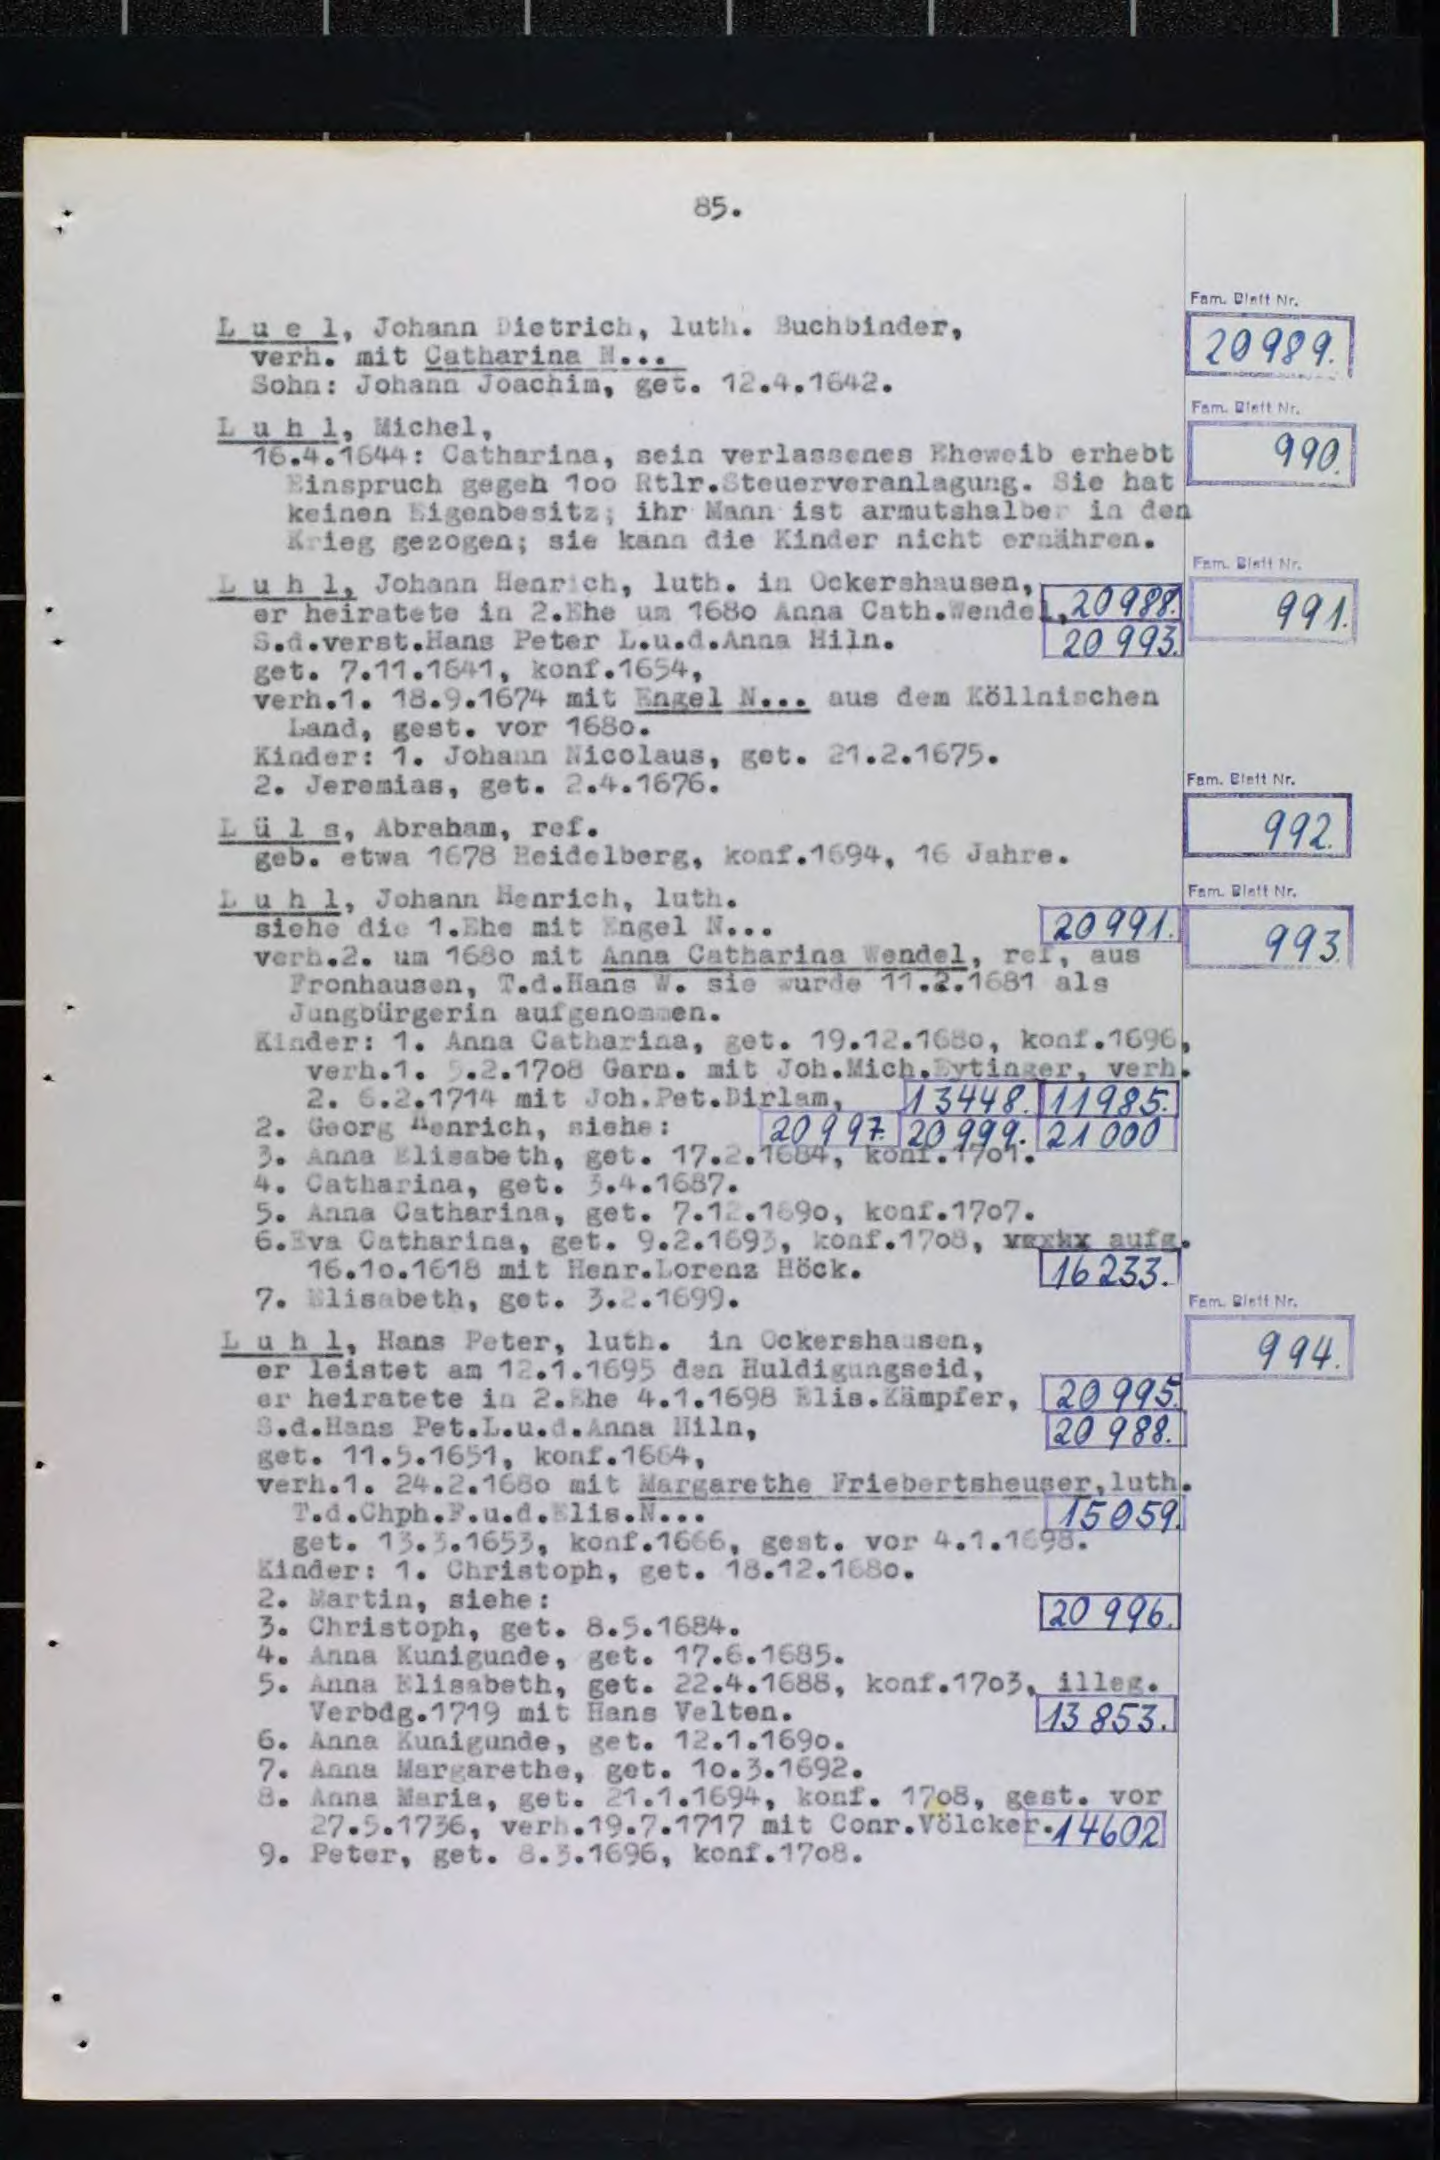 85.
Fam. Blatt Nr.
L u e l, Johann Dietrich, luth. Buchbinder,
20989.
verh. mit Catharina N...
Sohn: Johann Joachim, get. 12.4.1642.
Fam. Blatt Nr.
L u h l, Michel,
990.
16.4.1644: Catharina, sein verlassenes Eheweib erhebt
Einspruch gegeh 1oo Rtlr.Steuerveranlagung. Sie hat
keinen Eigenbesitz; ihr Mann ist armutshalber in den
Krieg gezogen; sie kann die Kinder nicht ernähren.
Fam. Blatt Nr.
L u h l, Johann Henrich, luth. in Ockershausen,
991.
er heiratete in 2.Ehe um 168o Anna Cath.Wendel, 20988.
S.d.verst.Hans Peter L.u.d.Anna Hiln. 20993.
get. 7.11.1641, konf.1654,
verh.1. 18.9.1674 mit Engel N... aus dem Köllnischen
Land, gest. vor 168o.
Kinder: 1. Johann Nicolaus, get. 21.2.1675.
2. Jeremias, get. 2.4.1676.
Fam. Blatt Nr.
L ü l s, Abraham, ref.
992.
geb. etwa 1678 Heidelberg, konf.1694, 16 Jahre.
Fam. Blatt Nr.
L u h l, Johann Henrich, luth.
siehe die 1.Ehe mit Engel N... 20991.
993.
verh.2. um 168o mit Anna Catharina Wendel, ref, aus
Fronhausen, T.d.Hans W. sie wurde 11.2.1681 als
Jungbürgerin aufgenommen.
Kinder: 1. Anna Catharina, get. 19.12.168o, konf.1696,
verh.1. 5.2.17o8 Garn. mit Joh.Mich.Eytinger, verh.
2. 6.2.1714 mit Joh.Pet.Dirlam, 13448. 11985.
2. Georg Henrich, siehe: 20997. 20999. 21000
3. Anna Elisabeth, get. 17.2.1684, konf.17o1.
4. Catharina, get. 3.4.1687.
5. Anna Catharina, get. 7.12.169o, konf.17o7.
6.Eva Catharina, get. 9.2.1693, konf.17o8, aufg.
16.1o.1618 mit Henr.Lorenz Höck. 16233.
7. Elisabeth, get. 3.2.1699.
Fam. Blatt Nr.
L u h l, Hans Peter, luth. in Ockershausen,
994.
er leistet am 12.1.1695 den Huldigungseid,
er heiratete in 2.Ehe 4.1.1698 Elis.Kämpfer, 20995.
S.d.Hans Pet.L.u.d.Anna Hiln, 20988.
get. 11.5.1651, konf.1664,
verh.1. 24.2.168o mit Margarethe Friebertsheuser,luth.
T.d.Chph.F.u.d.Elis.N... 15059.
get. 13.3.1653, konf.1666, gest. vor 4.1.1698.
Kinder: 1. Christoph, get. 18.12.168o.
2. Martin, siehe: 20996.
3. Christoph, get. 8.5.1684.
4. Anna Kunigunde, get. 17.6.1685.
5. Anna Elisabeth, get. 22.4.1688, konf.17o3, illeg.
Verbdg.1719 mit Hans Velten. 13853.
6. Anna Kunigunde, get. 12.1.169o.
7. Anna Margarethe, get. 1o.3.1692.
8. Anna Maria, get. 21.1.1694, konf. 17o8, gest. vor
27.5.1736, verh.19.7.1717 mit Conr.Völcker. 14602
9. Peter, get. 8.3.1696, konf.17o8.